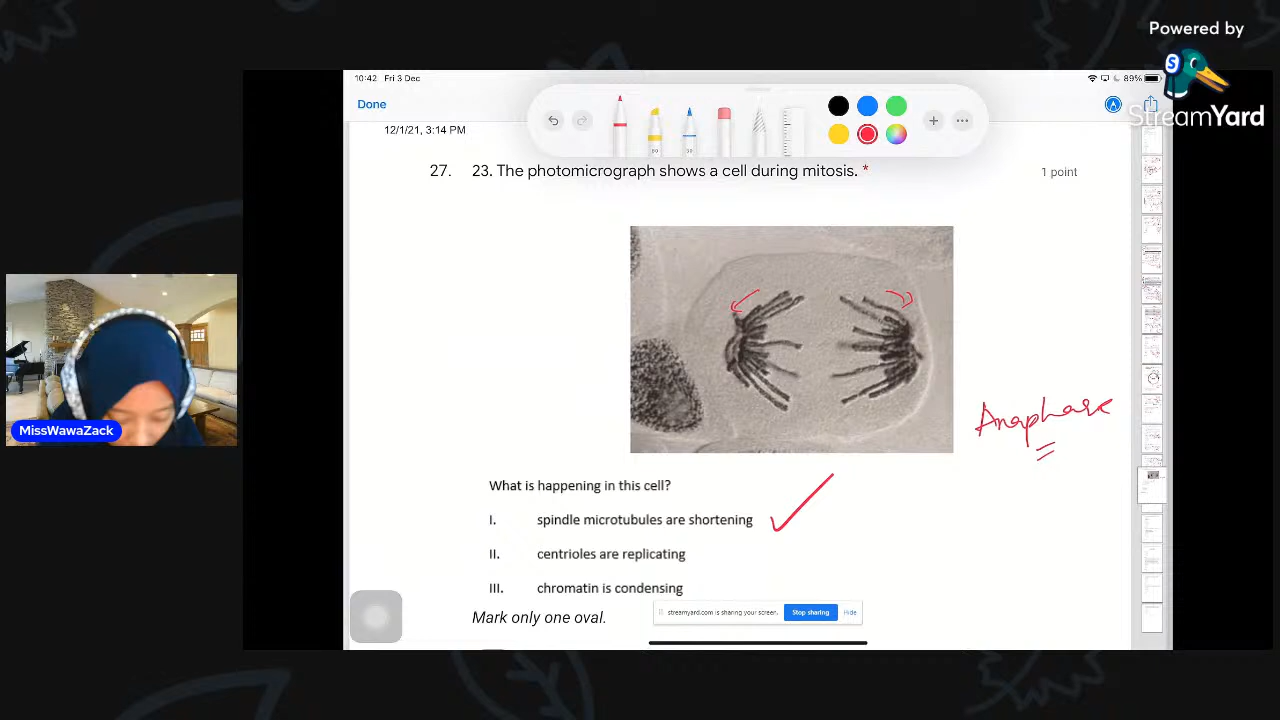 Powered by
StreamYard
10:42 Fri 3 Dec
89%
Done
12/1/21, 3:14 PM
27. 23. The photomicrograph shows a cell during mitosis. * 1 point
Anaphase
What is happening in this cell?
I. spindle microtubules are shortening
II. centrioles are replicating
III. chromatin is condensing
Mark only one oval.
streamyard.com is sharing your screen. Stop sharing Hide
MissWawaZack